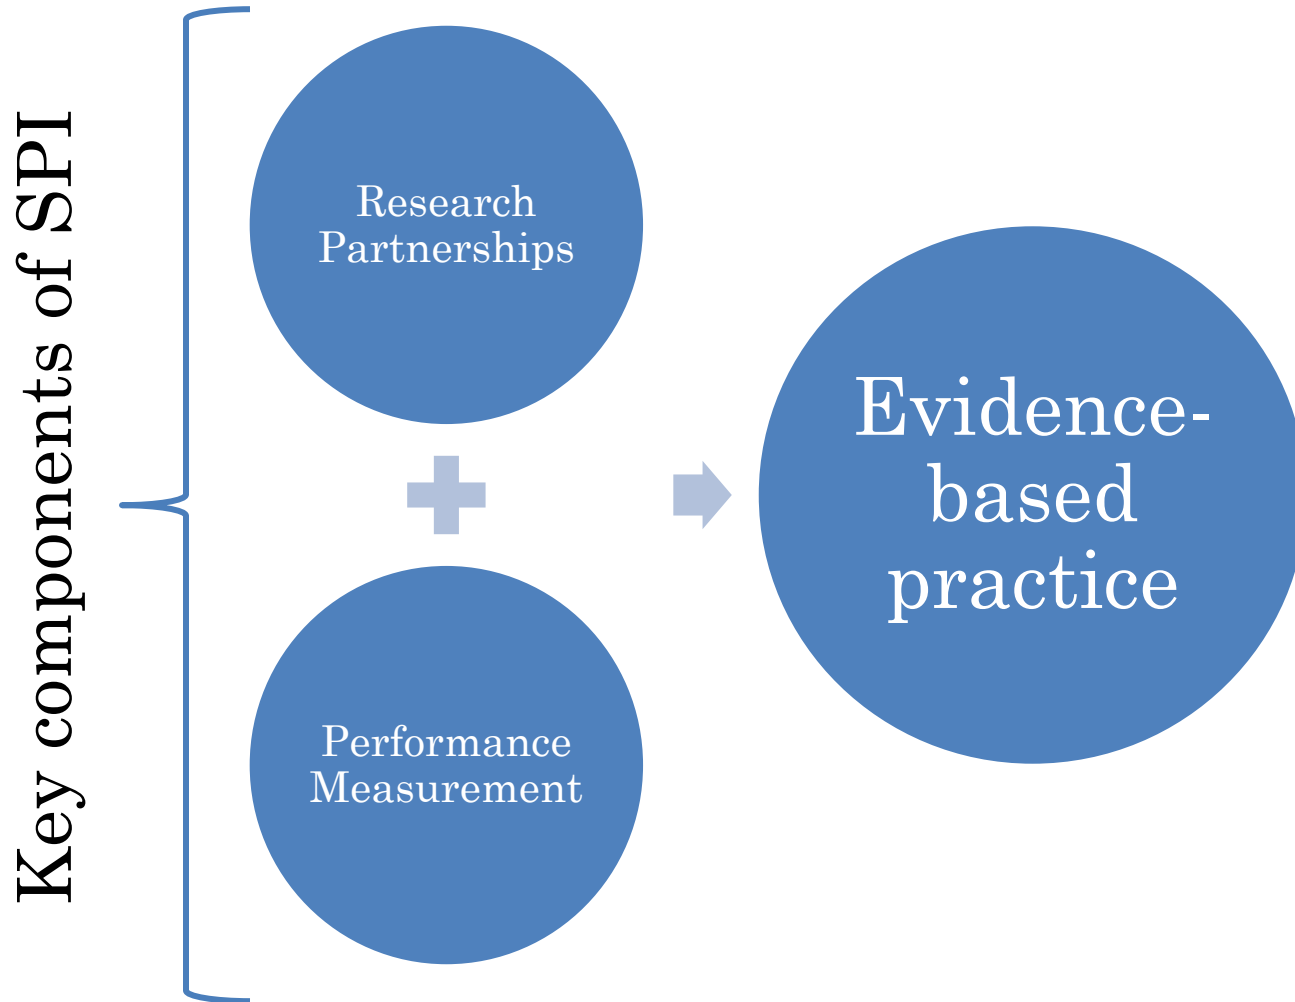 Key components of SPI
Research
Partnerships
Performance
Measurement
Evidence-
based
practice